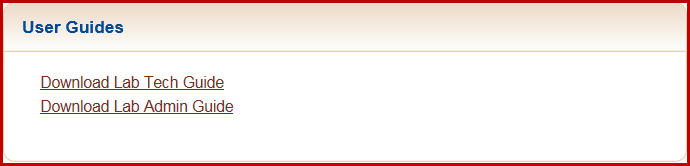 User Guides
Download Lab Tech Guide
Download Lab Admin Guide